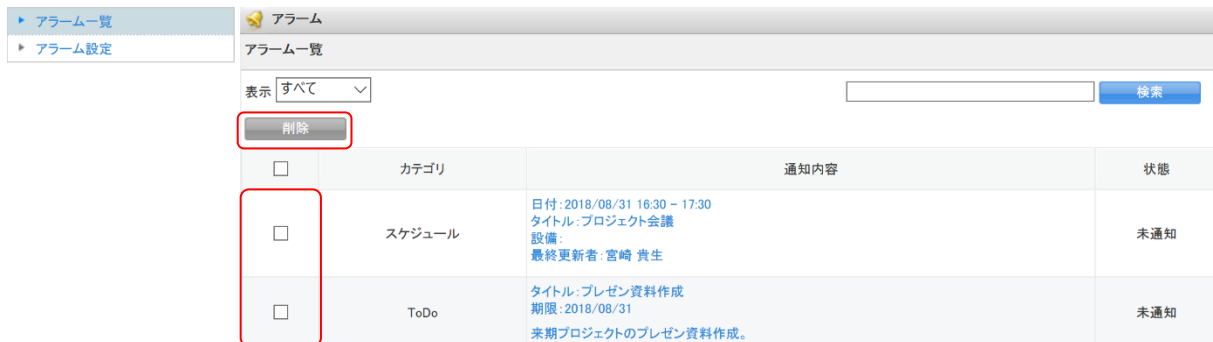 アラーム一覧
アラーム設定
アラーム
アラーム一覧
表示 すべて
検索
削除
カテゴリ 通知内容 状態
日付:2018/08/31 16:30 - 17:30
タイトル:プロジェクト会議
設備:
最終更新者:宮崎 貴生
スケジュール
未通知
タイトル:プレゼン資料作成
期限:2018/08/31
来期プロジェクトのプレゼン資料作成。
ToDo
未通知